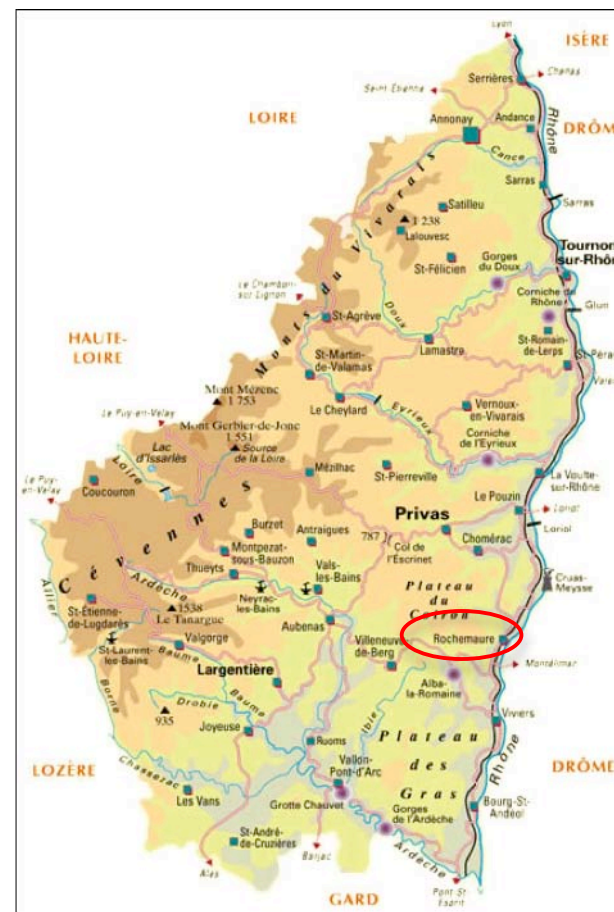 Lyon
ISÈRE
Serrières
Chanas
Saint-Étienne
LOIRE
Annonay
Andance
Rhône
DRÔM
Cance
Sarras
Sarras
Satilleu
1 238
Lalouvesc
Tournon
sur-Rhôn
St-Félicien
Gorges
du Doux
Le Chambon
sur Lignon
Corniche
de Rhône
Glun
Doux
Monts du Vivarais
St-Agrève
HAUTE-
LOIRE
Lamastre
St-Romain
de-Lerps
St-Péra
St-Martin
de-Valamas
Mont Mézenc
1 753
Le Cheylard
Eyrieux
Vernoux
en-Vivarais
Le Puy-en-Velay
Mont Gerbier-de-Jonc
1 551
Source
de la Loire
Corniche
de l'Eyrieux
Lac
d'Issarlès
Loire
Mézilhac
St-Pierreville
La Voulte
sur-Rhône
Le Puy-
en-Velay
Coucouron
Le Pouzin
Loriol
Loriol
Privas
Burzet
Antraigues
787
Col de
l'Escrinet
Chomérac
Cévennes
Montpezat
sous-Bauzon
Thueyts
Vals
les-Bains
Plateau
du
Coiron
Cruas-
Meysse
Allier
Ardèche
Neyrac
les-Bains
St-Étienne
de-Lugdarès
1538
Le Tanargue
Aubenas
Rochemaure
Villeneuve
de-Berg
Montélimar
St-Laurent
les-Bains
Valgorge
Baume
Largentière
Alba
la-Romaine
Borne
Drobie
Baume
Ibie
Viviers
935
Joyeuse
Ruoms
Plateau
des
Gras
Rhône
DRÔME
LOZÈRE
Chassezac
Vallon
Pont-d'Arc
Les Vans
Grotte Chauvet
Bourg-St-
Andéol
Gorges
de l'Ardèche
St-André-
de-Cruzières
Ardèche
Barjac
Alès
Pont St
Esprit
GARD